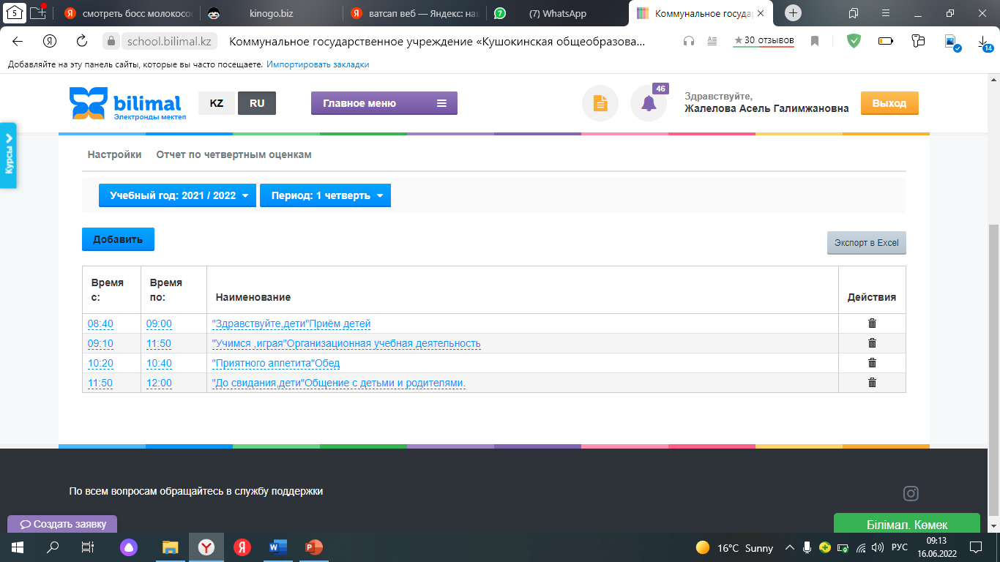 5
смотреть босс молокосос
kinogo.biz
ватсап веб — Яндекс: на
7
(7) WhatsApp
Коммунальное госуда
school.bilimal.kz
Коммунальное государственное учреждение «Кушокинская общеобразова...
30 отзывов
14
Добавляйте на эту панель сайты, которые вы часто посещаете. Импортировать закладки
bilimal
Электронды мектеп
KZ
RU
Главное меню
46
Здравствуйте,
Жалелова Асель Галимжановна
Выход
Курсы
Настройки
Отчет по четвертным оценкам
Учебный год: 2021 / 2022
Период: 1 четверть
Добавить
Экспорт в Excel
Время с:
Время по:
Наименование
Действия
08:40 09:00 "Здравствуйте,дети"Приём детей
09:10 11:50 "Учимся ,играя"Организационная учебная деятельность
10:20 10:40 "Приятного аппетита"Обед
11:50 12:00 "До свидания,дети"Общение с детьми и родителями.
По всем вопросам обращайтесь в службу поддержки
Создать заявку
Білімал. Көмек
16°C Sunny
РУС
09:13
16.06.2022